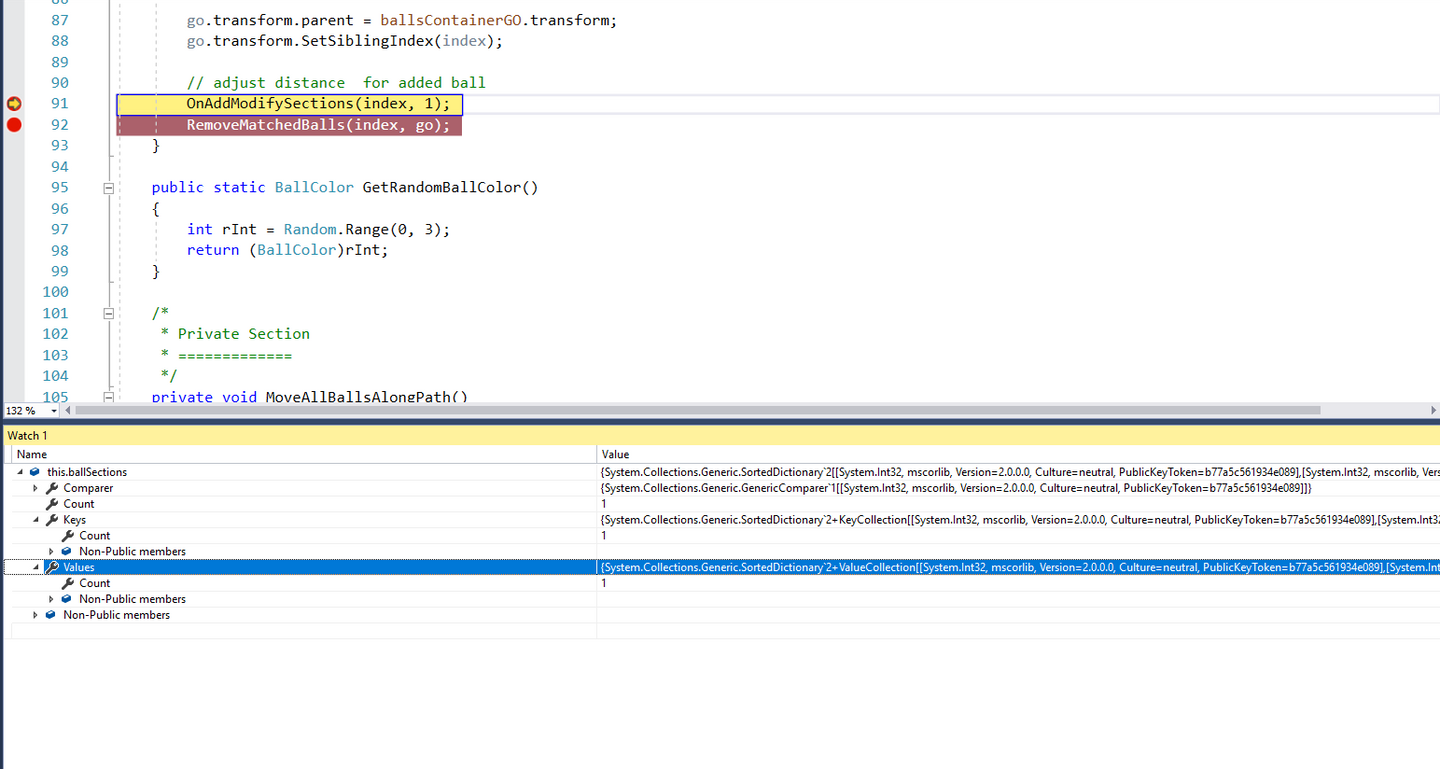 87 go.transform.parent = ballsContainerGO.transform;
88 go.transform.SetSiblingIndex(index);
89
90 // adjust distance  for added ball
91 OnAddModifySections(index, 1);
92 RemoveMatchedBalls(index, go);
93 }
94
95 public static BallColor GetRandomBallColor()
96 {
97 int rInt = Random.Range(0, 3);
98 return (BallColor)rInt;
99 }
100
101 /*
102 * Private Section
103 * =============
104 */
105 private void MoveAllBallsAlongPath()
132 %
Watch 1
Name Value
this.ballSections {System.Collections.Generic.SortedDictionary`2[[System.Int32, mscorlib, Version=2.0.0.0, Culture=neutral, PublicKeyToken=b77a5c561934e089],[System.Int32, mscorlib, Vers
Comparer {System.Collections.Generic.GenericComparer`1[[System.Int32, mscorlib, Version=2.0.0.0, Culture=neutral, PublicKeyToken=b77a5c561934e089]]}
Count 1
Keys {System.Collections.Generic.SortedDictionary`2+KeyCollection[[System.Int32, mscorlib, Version=2.0.0.0, Culture=neutral, PublicKeyToken=b77a5c561934e089],[System.Int32
Count 1
Non-Public members
Values {System.Collections.Generic.SortedDictionary`2+ValueCollection[[System.Int32, mscorlib, Version=2.0.0.0, Culture=neutral, PublicKeyToken=b77a5c561934e089],[System.Int
Count 1
Non-Public members
Non-Public members